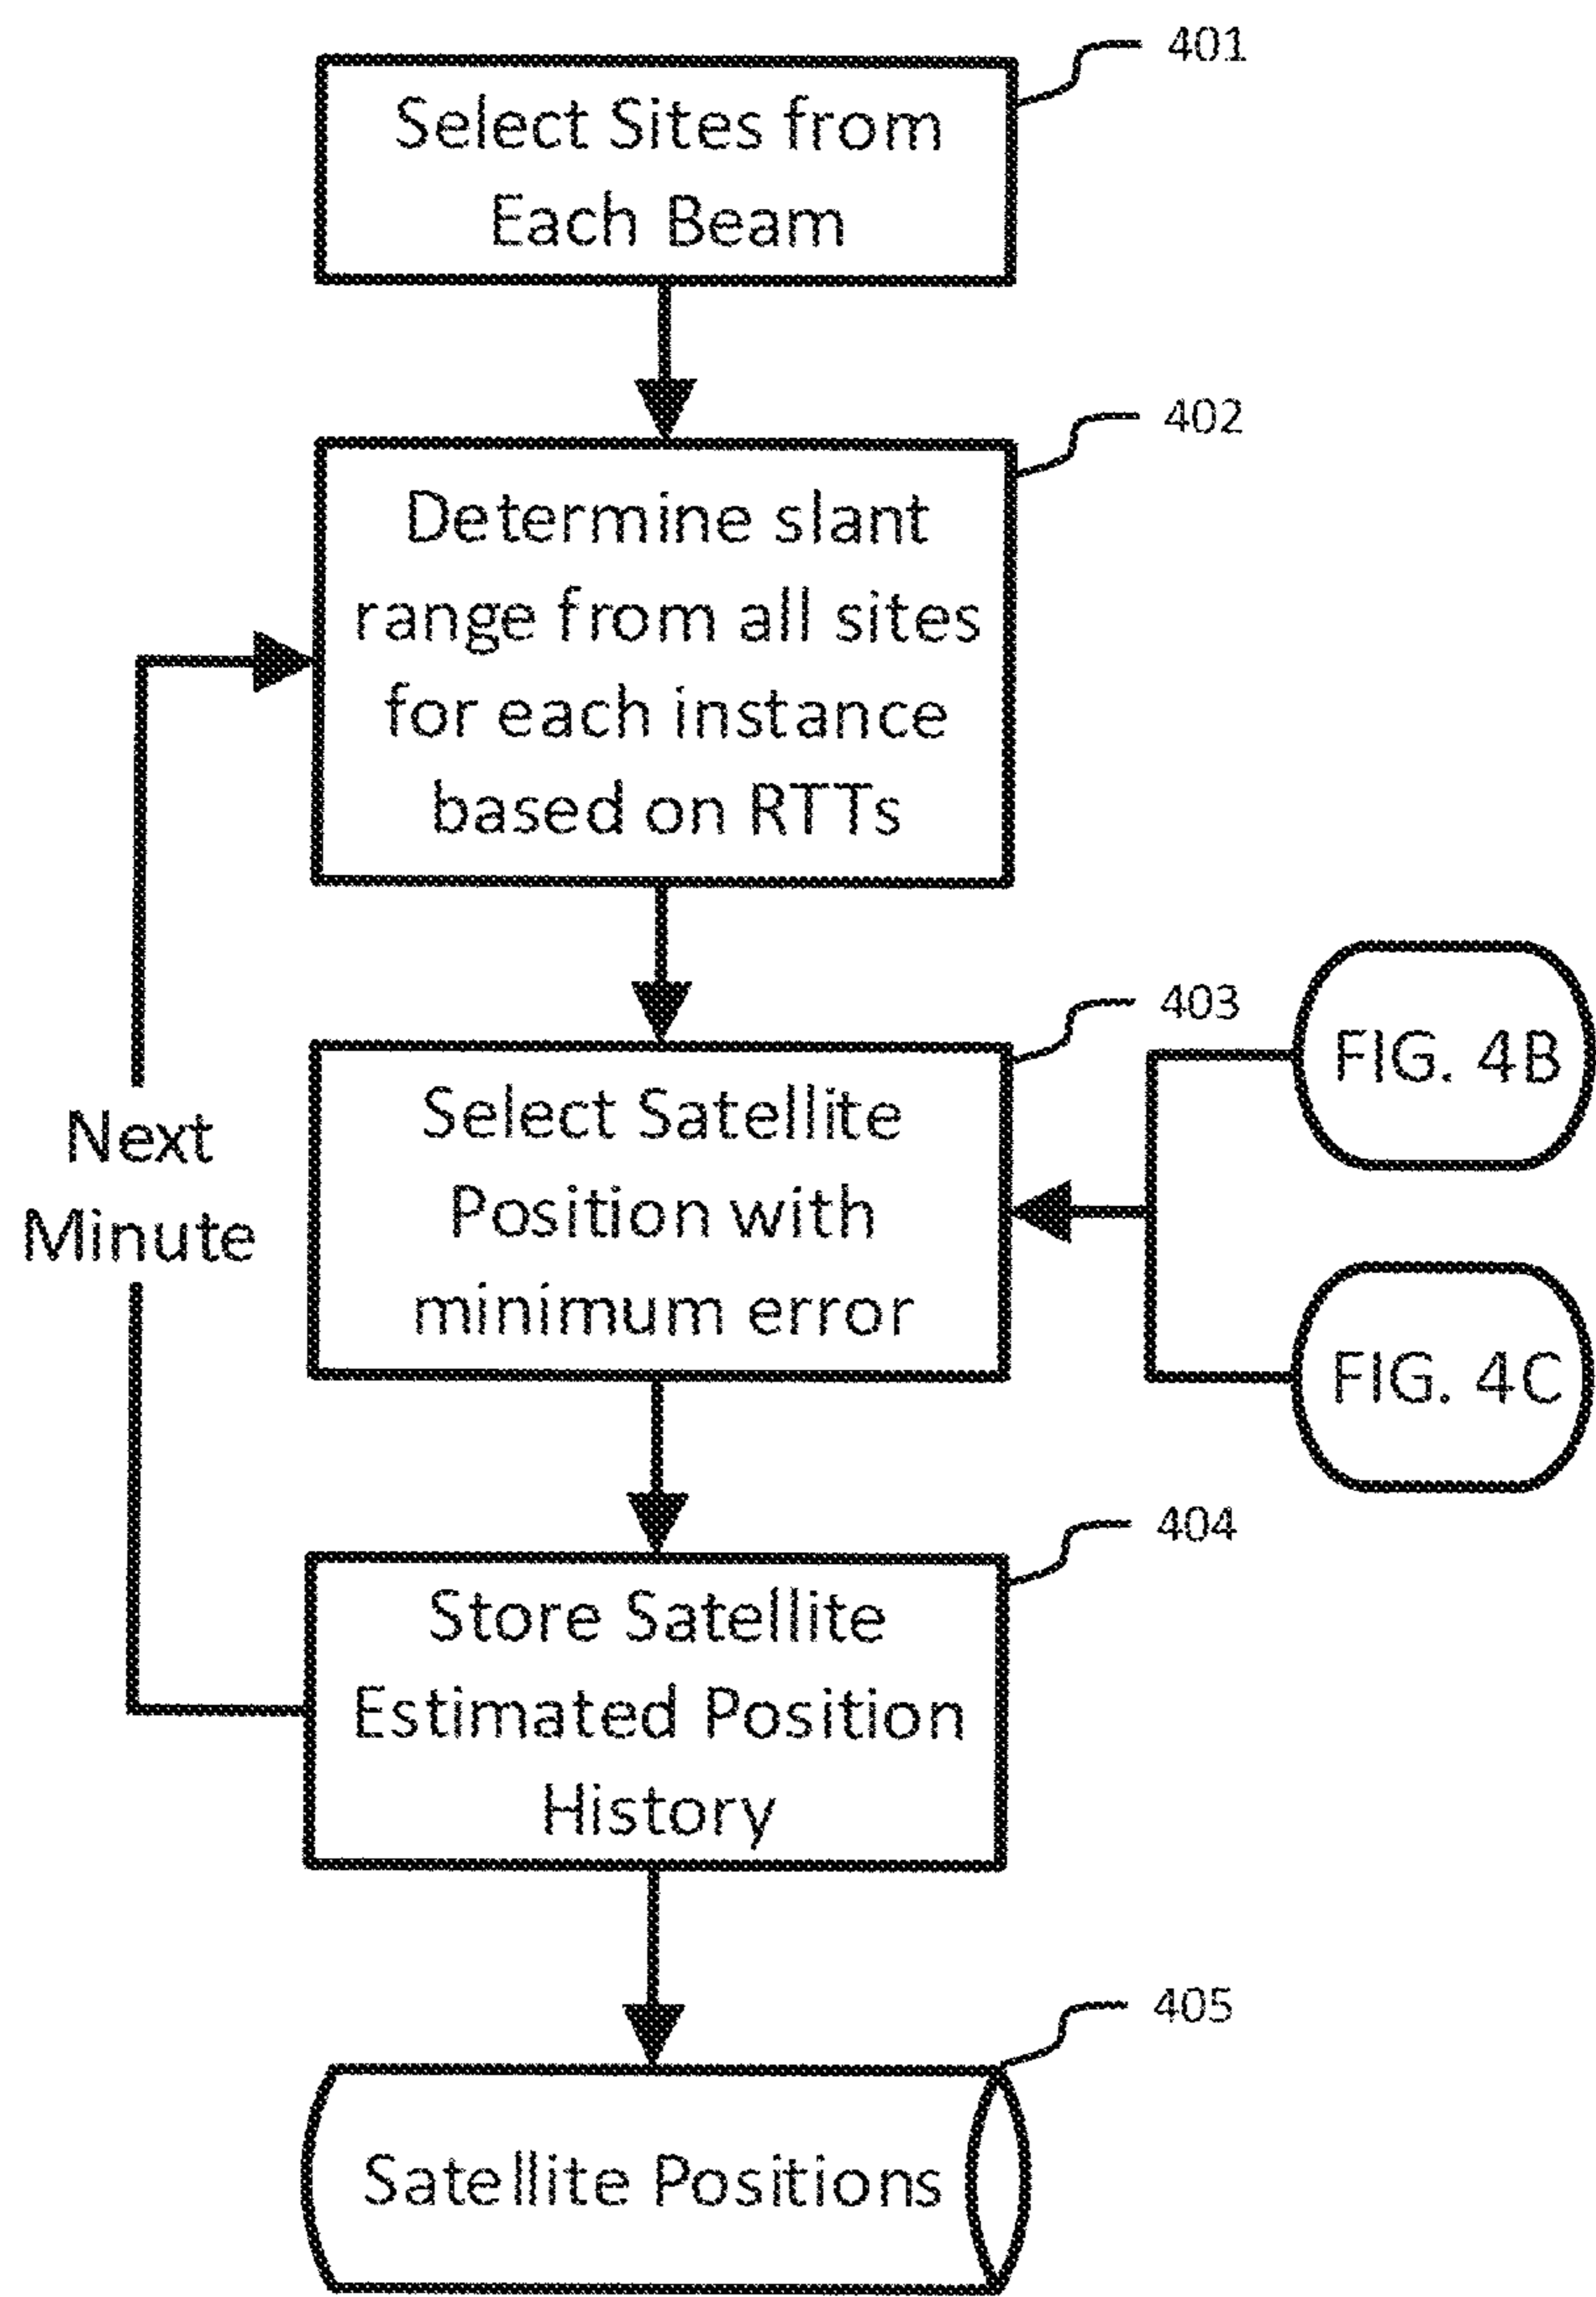 401
Select Sites from
Each Beam
402
Determine slant
range from all sites
for each instance
based on RTTs
403
Select Satellite
Position with
minimum error
FIG. 4B
FIG. 4C
Next
Minute
404
Store Satellite
Estimated Position
History
405
Satellite Positions